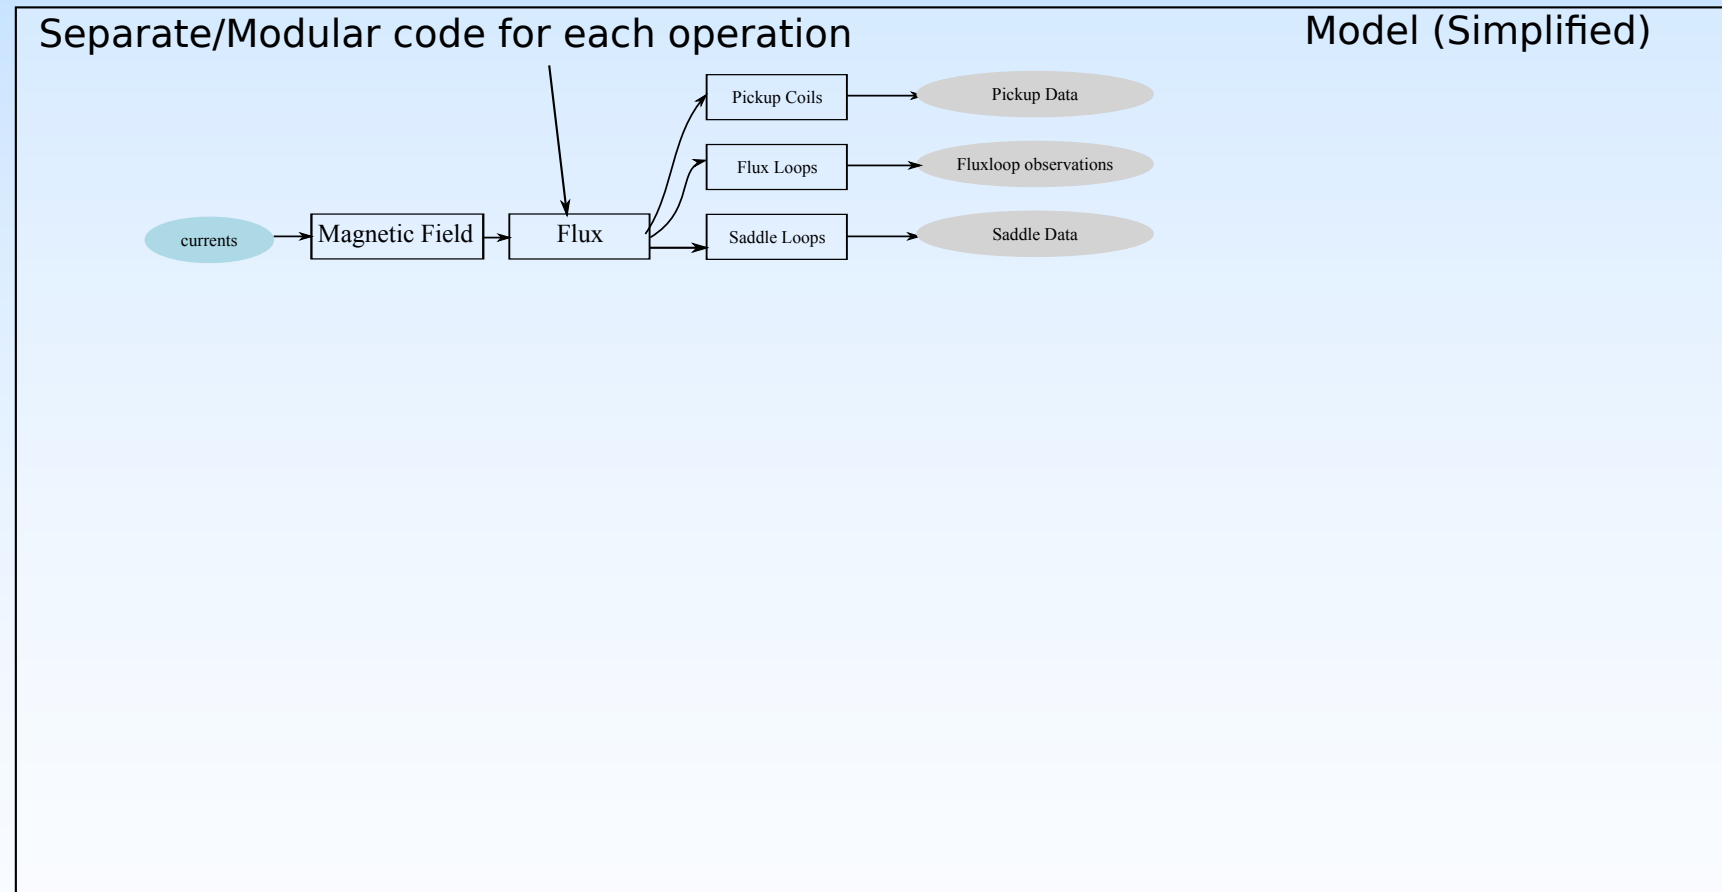 Separate/Modular code for each operation
Model (Simplified)
Pickup Coils
Pickup Data
Flux Loops
Fluxloop observations
currents
Magnetic Field
Flux
Saddle Loops
Saddle Data